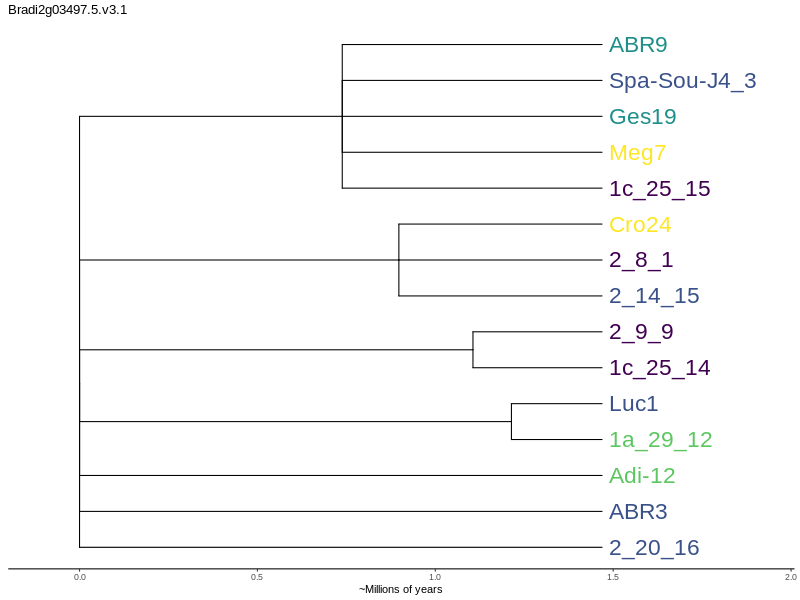 Bradi2g03497.5.v3.1
ABR9
Spa-Sou-J4_3
Ges19
Meg7
1c_25_15
Cro24
2_8_1
2_14_15
2_9_9
1c_25_14
Luc1
1a_29_12
Adi-12
ABR3
2_20_16
0.0 0.5 1.0 1.5 2.0
~Millions of years